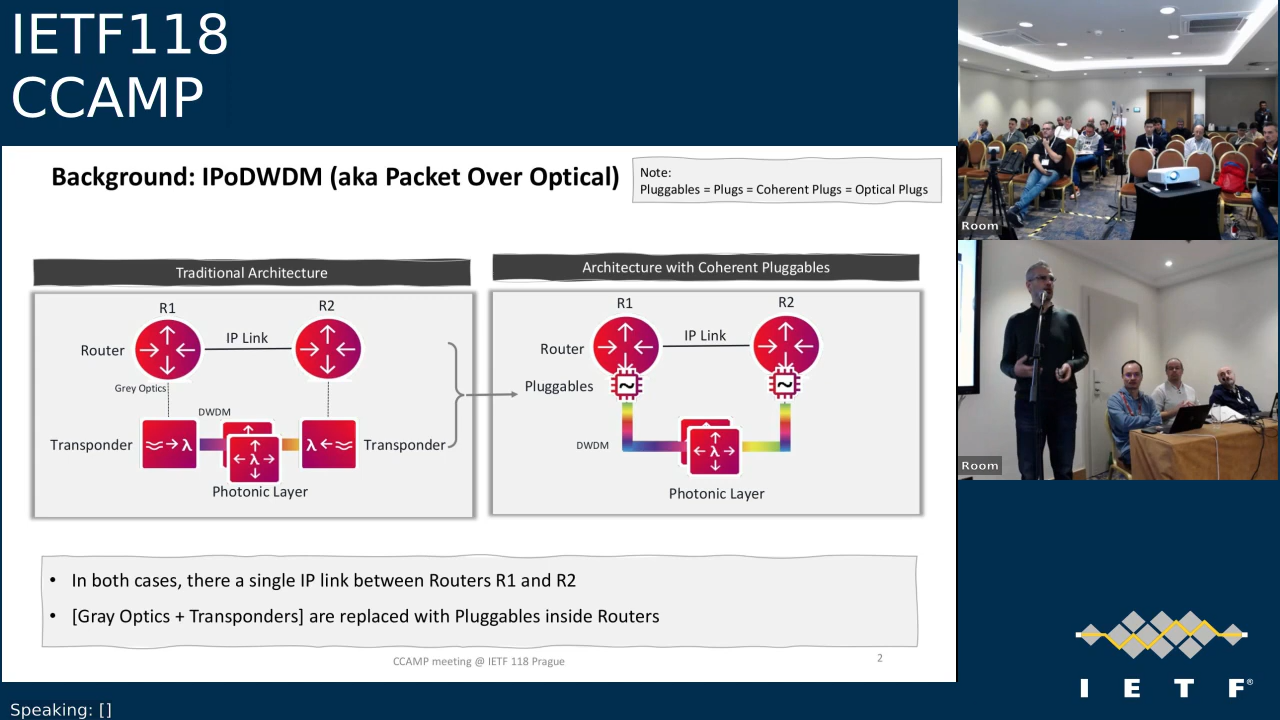 IETF118
CCAMP
Background: IPoDWDM (aka Packet Over Optical)
Note:
Pluggables = Plugs = Coherent Plugs = Optical Plugs
Traditional Architecture
R1
R2
IP Link
Router
Grey Optics
DWDM
Transponder
λ
λ
λ
Transponder
Photonic Layer
Architecture with Coherent Pluggables
R1
R2
IP Link
Router
Pluggables
DWDM
λ
Photonic Layer
• In both cases, there a single IP link between Routers R1 and R2
• [Gray Optics + Transponders] are replaced with Pluggables inside Routers
CCAMP meeting @ IETF 118 Prague
2
Room
Room
I E T F®
Speaking: []